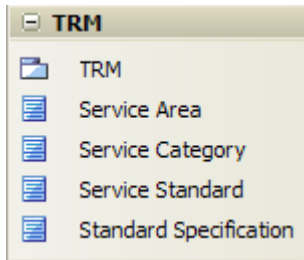 TRM
TRM
Service Area
Service Category
Service Standard
Standard Specification